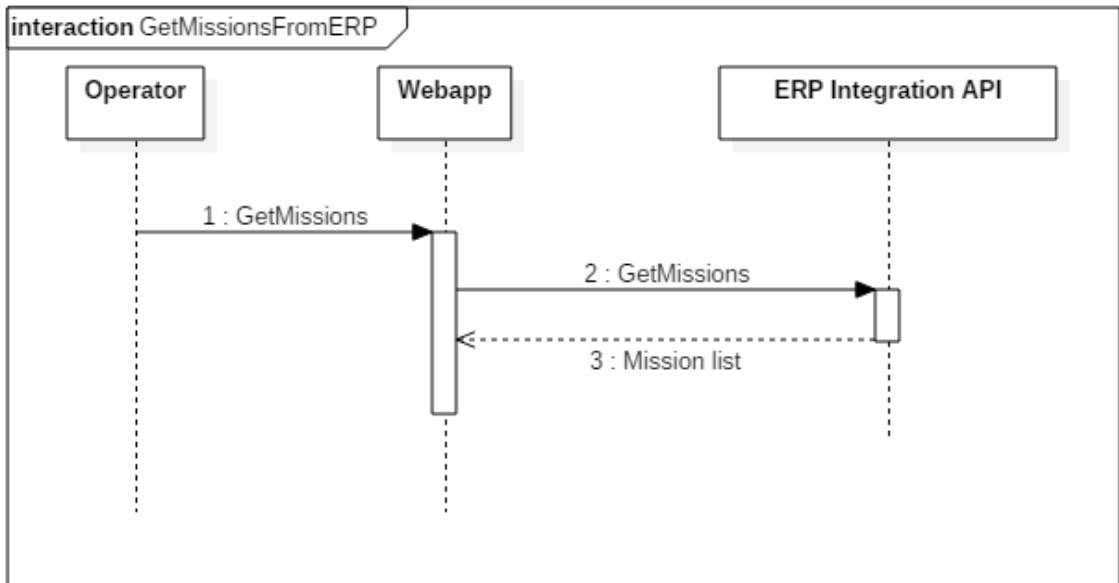 interaction GetMissionsFromERP
Operator
Webapp
ERP Integration API
1 : GetMissions
2 : GetMissions
3 : Mission list